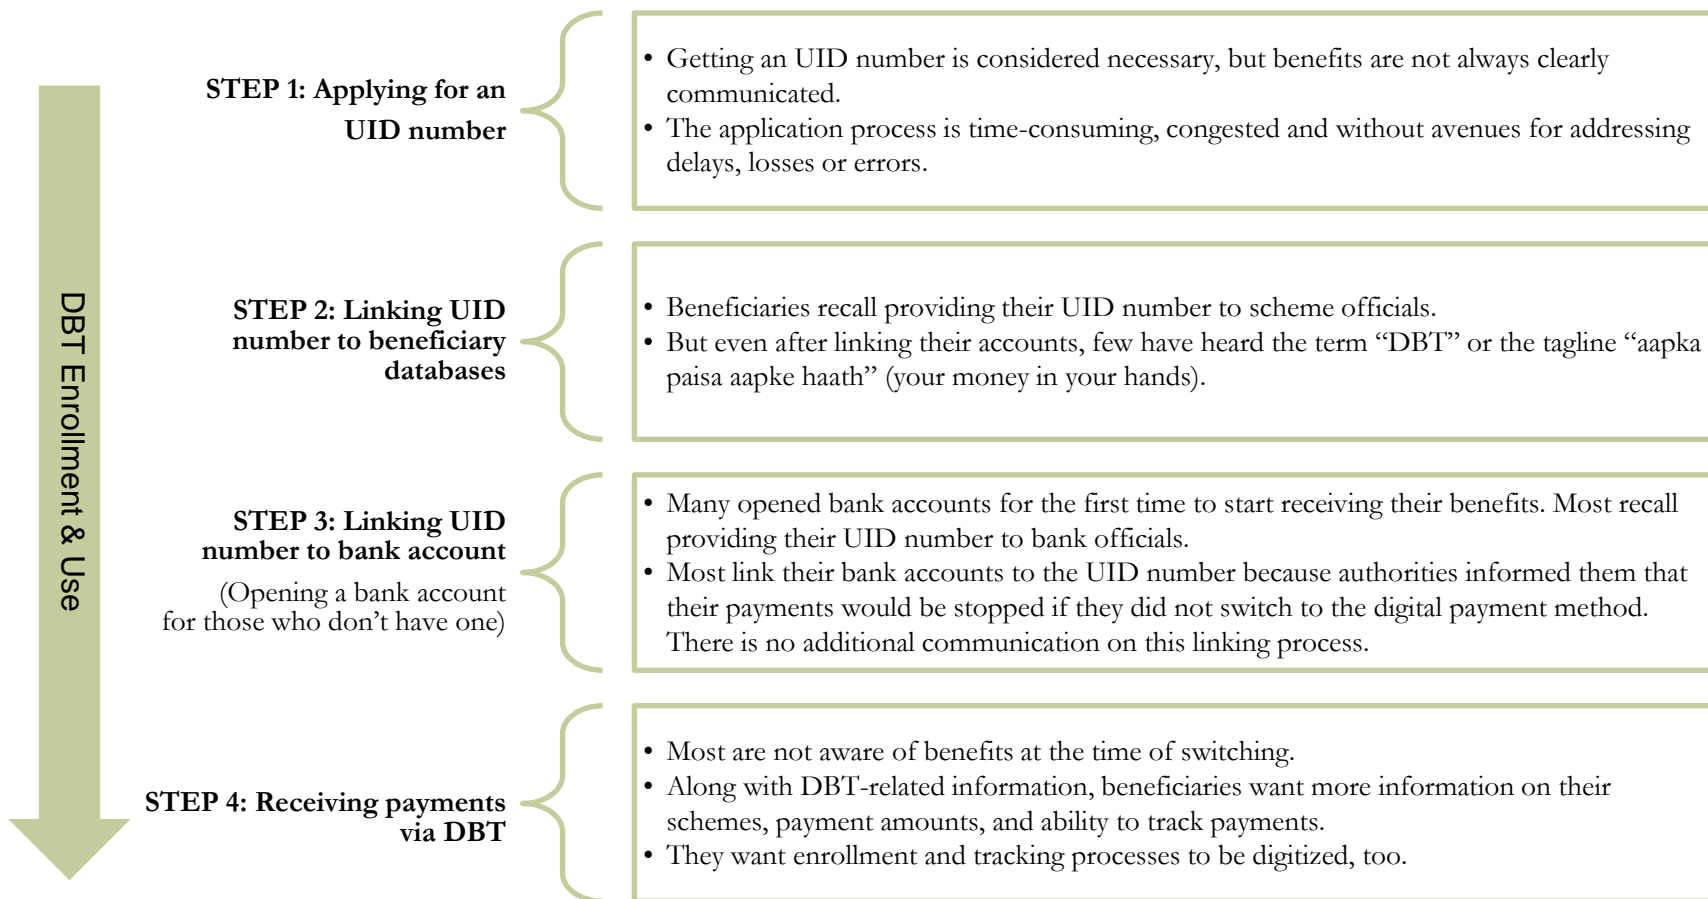 DBT Enrollment & Use
STEP 1: Applying for an
UID number
• Getting an UID number is considered necessary, but benefits are not always clearly
communicated.
• The application process is time-consuming, congested and without avenues for addressing
delays, losses or errors.
STEP 2: Linking UID
number to beneficiary
databases
• Beneficiaries recall providing their UID number to scheme officials.
• But even after linking their accounts, few have heard the term “DBT” or the tagline “aapka
paisa aapke haath” (your money in your hands).
STEP 3: Linking UID
number to bank account
(Opening a bank account
for those who don’t have one)
• Many opened bank accounts for the first time to start receiving their benefits. Most recall
providing their UID number to bank officials.
• Most link their bank accounts to the UID number because authorities informed them that
their payments would be stopped if they did not switch to the digital payment method.
There is no additional communication on this linking process.
STEP 4: Receiving payments
via DBT
• Most are not aware of benefits at the time of switching.
• Along with DBT-related information, beneficiaries want more information on their
schemes, payment amounts, and ability to track payments.
• They want enrollment and tracking processes to be digitized, too.